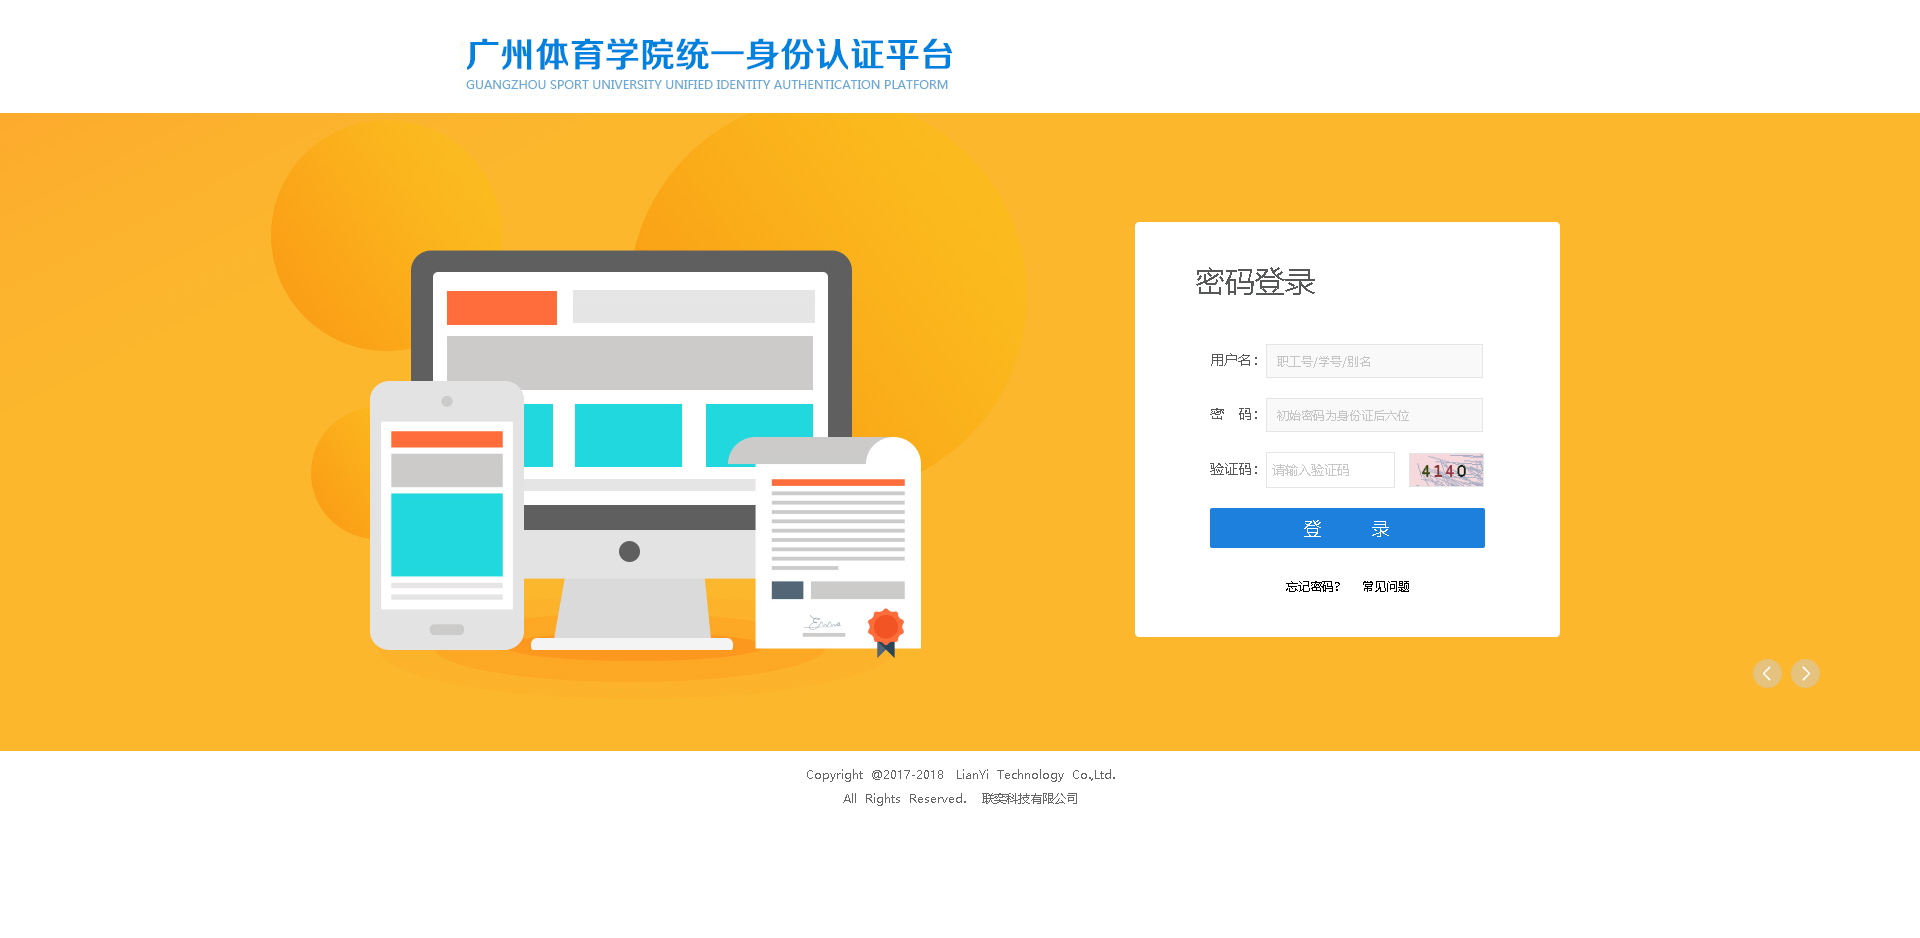 广州体育学院统一身份认证平台
GUANGZHOU SPORT UNIVERSITY UNIFIED IDENTITY AUTHENTICATION PLATFORM
密码登录
用户名： 职工号/学号/别名
密 码： 初始密码为身份证后六位
验证码： 请输入验证码 4140
登 录
忘记密码? 常见问题
Copyright @2017-2018 LianYi Technology Co.,Ltd.
All Rights Reserved. 联奕科技有限公司